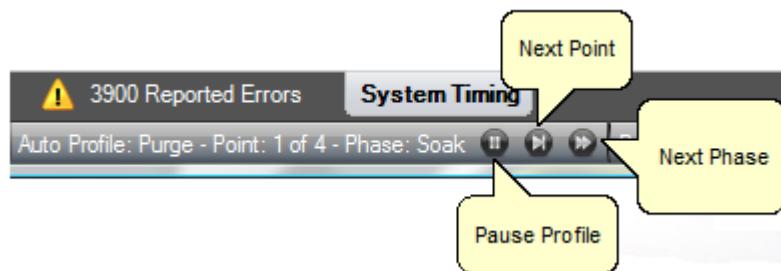 Next Point
3900 Reported Errors
System Timing
Auto Profile: Purge - Point: 1 of 4 - Phase: Soak
Next Phase
Pause Profile